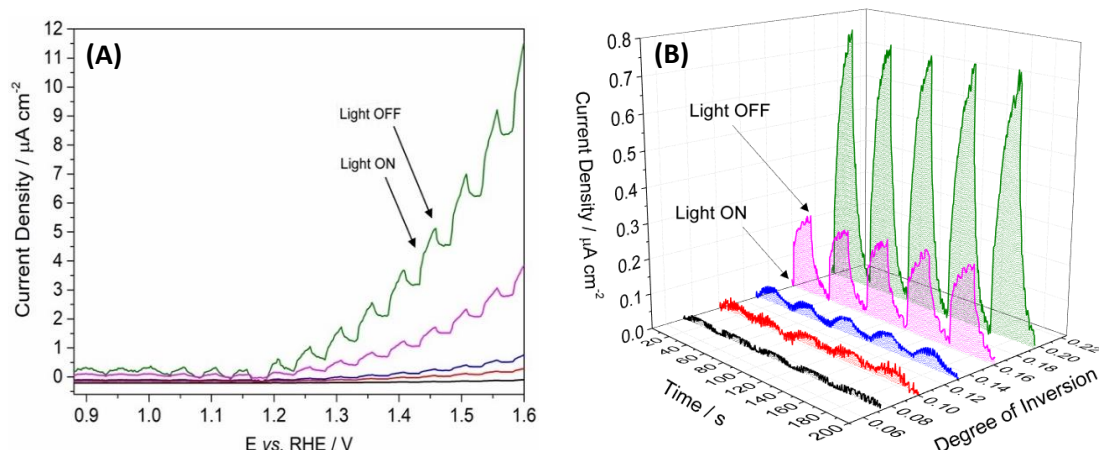 (A)
Current Density / µA cm-2
12
11
10
9
8
7
6
5
4
3
2
1
0
Light OFF
Light ON
0.9 1.0 1.1 1.2 1.3 1.4 1.5 1.6
E vs. RHE / V
(B)
Current Density / µA cm-2
0.8
0.7
0.6
0.5
0.4
0.3
0.2
0.1
0.0
Light OFF
Light ON
20 40 60 80 100 120 140 160 180 200
Time / s
0.06 0.08 0.10 0.12 0.14 0.16 0.18 0.20 0.22
Degree of Inversion